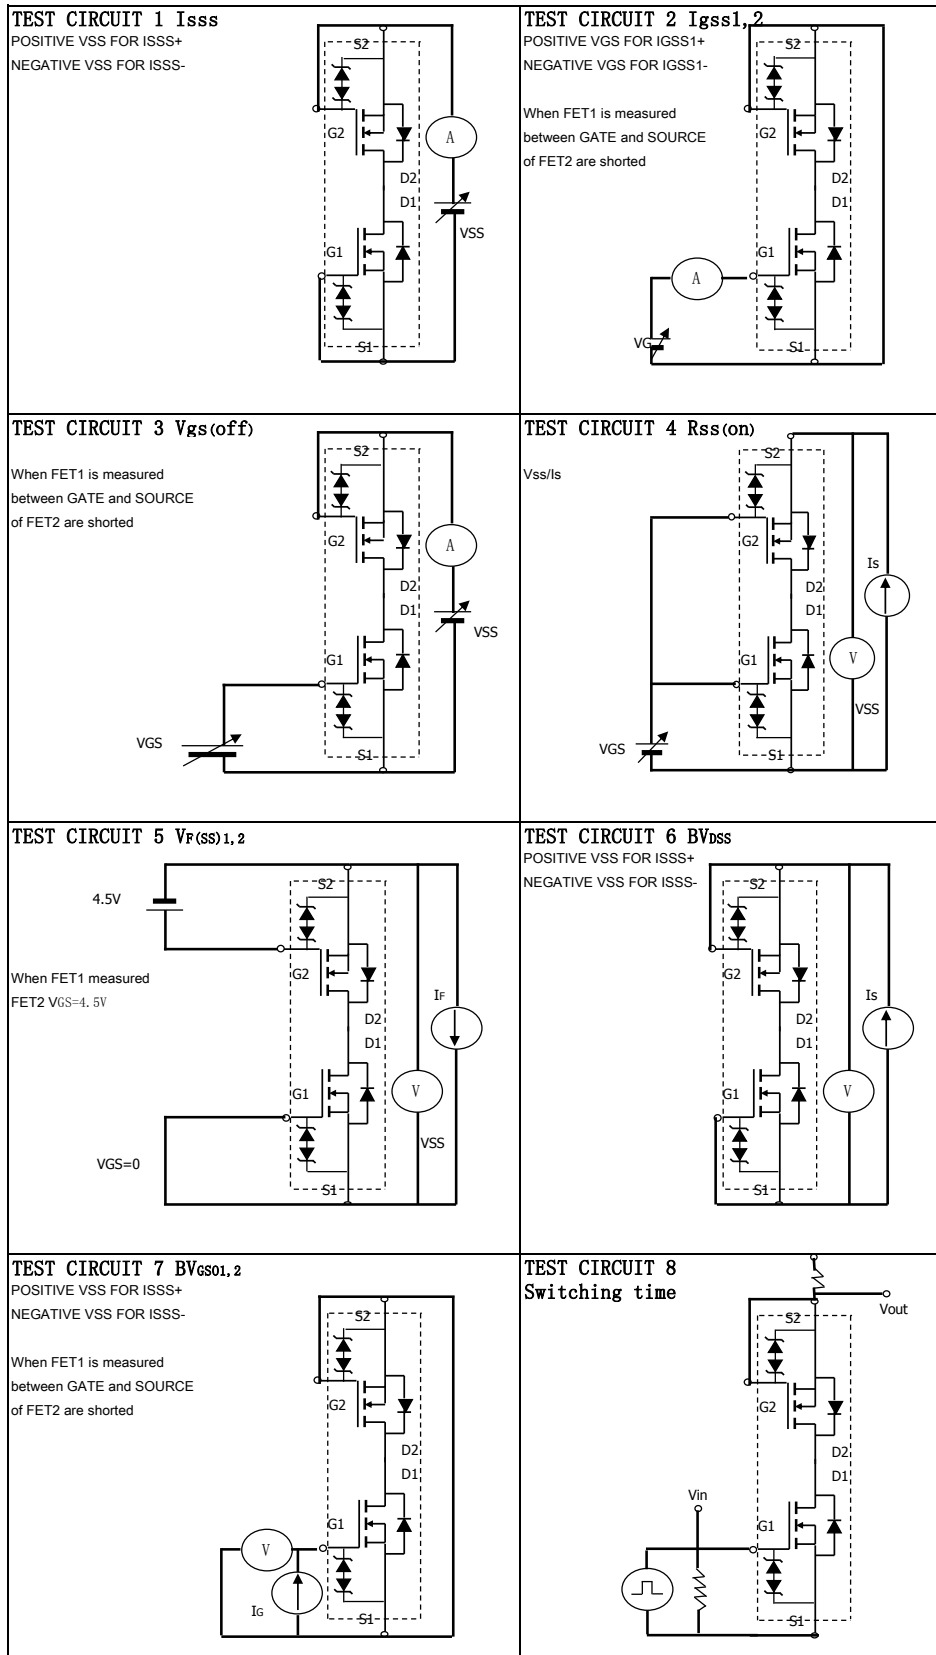 TEST CIRCUIT 1 Isss
POSITIVE VSS FOR ISSS+
NEGATIVE VSS FOR ISSS-
S2
G2
A
D2
D1
VSS
G1
S1
TEST CIRCUIT 2 Igss1,2
POSITIVE VGS FOR IGSS1+
NEGATIVE VGS FOR IGSS1-
When FET1 is measured
between GATE and SOURCE
of FET2 are shorted
S2
G2
D2
D1
G1
A
VG
S1
TEST CIRCUIT 3 Vgs(off)
When FET1 is measured
between GATE and SOURCE
of FET2 are shorted
S2
G2
A
D2
D1
VSS
G1
VGS
S1
TEST CIRCUIT 4 Rss(on)
Vss/Is
S2
G2
Is
D2
D1
G1
V
VSS
VGS
S1
TEST CIRCUIT 5 VF(SS)1,2
4.5V
S2
When FET1 measured
FET2 VGS=4.5V
G2
IF
D2
D1
G1
V
VSS
VGS=0
S1
TEST CIRCUIT 6 BVDSS
POSITIVE VSS FOR ISSS+
NEGATIVE VSS FOR ISSS-
S2
G2
Is
D2
D1
G1
V
S1
TEST CIRCUIT 7 BVGSO1,2
POSITIVE VSS FOR ISSS+
NEGATIVE VSS FOR ISSS-
When FET1 is measured
between GATE and SOURCE
of FET2 are shorted
S2
G2
D2
D1
G1
V
IG
S1
TEST CIRCUIT 8
Switching time
Vout
S2
G2
D2
D1
Vin
G1
S1